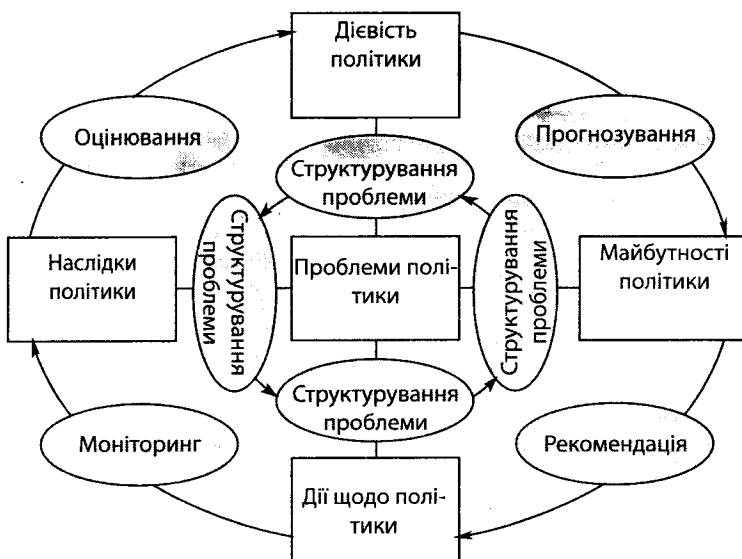 Дієвість
політики
Оцінювання
Прогнозування
Структурування
проблеми
Наслідки
політики
Структурування
проблеми
Проблеми полі-
тики
Структурування
проблеми
Майбутності
політики
Структурування
проблеми
Моніторинг
Рекомендація
Дії щодо полі-
тики